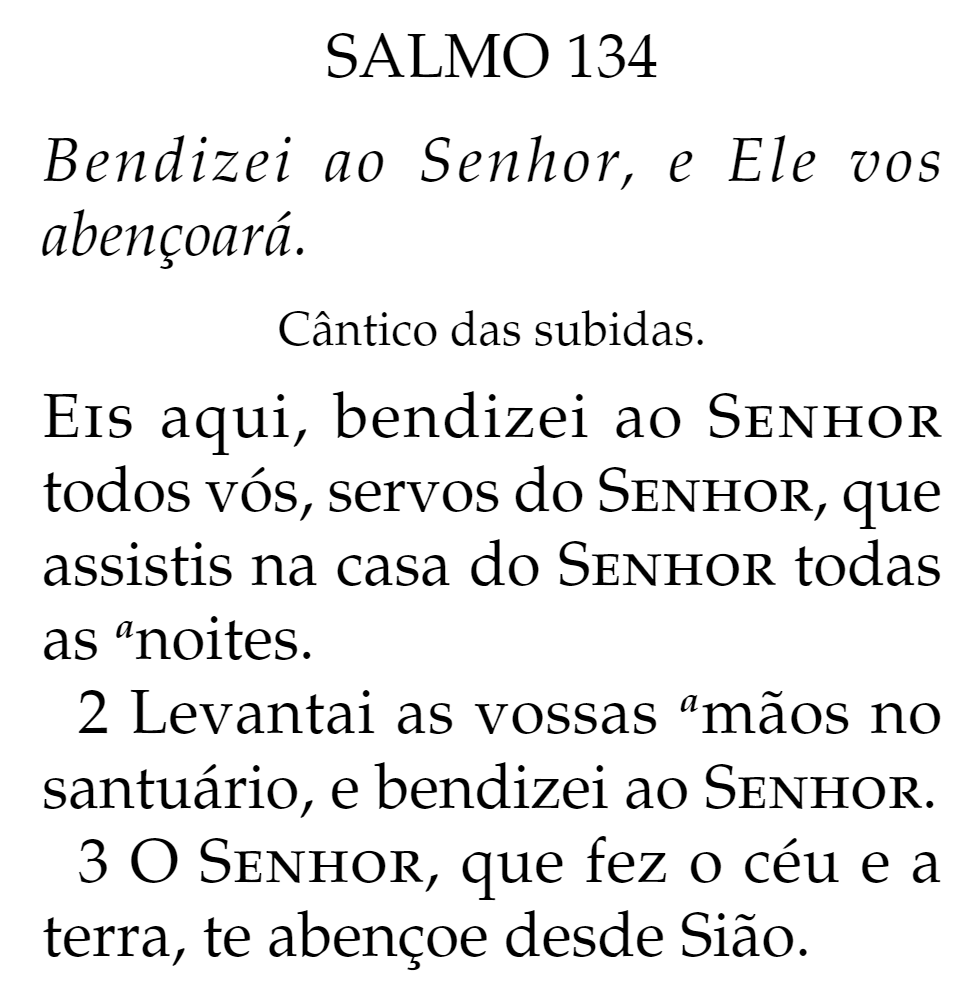 SALMO 134
Bendizei ao Senhor, e Ele vos
abençoará.
Cântico das subidas.
EIS aqui, bendizei ao SENHOR
todos vós, servos do SENHOR, que
assistis na casa do SENHOR todas
as ᵃnoites.
2 Levantai as vossas ᵃmãos no
santuário, e bendizei ao SENHOR.
3 O SENHOR, que fez o céu e a
terra, te abençoe desde Sião.